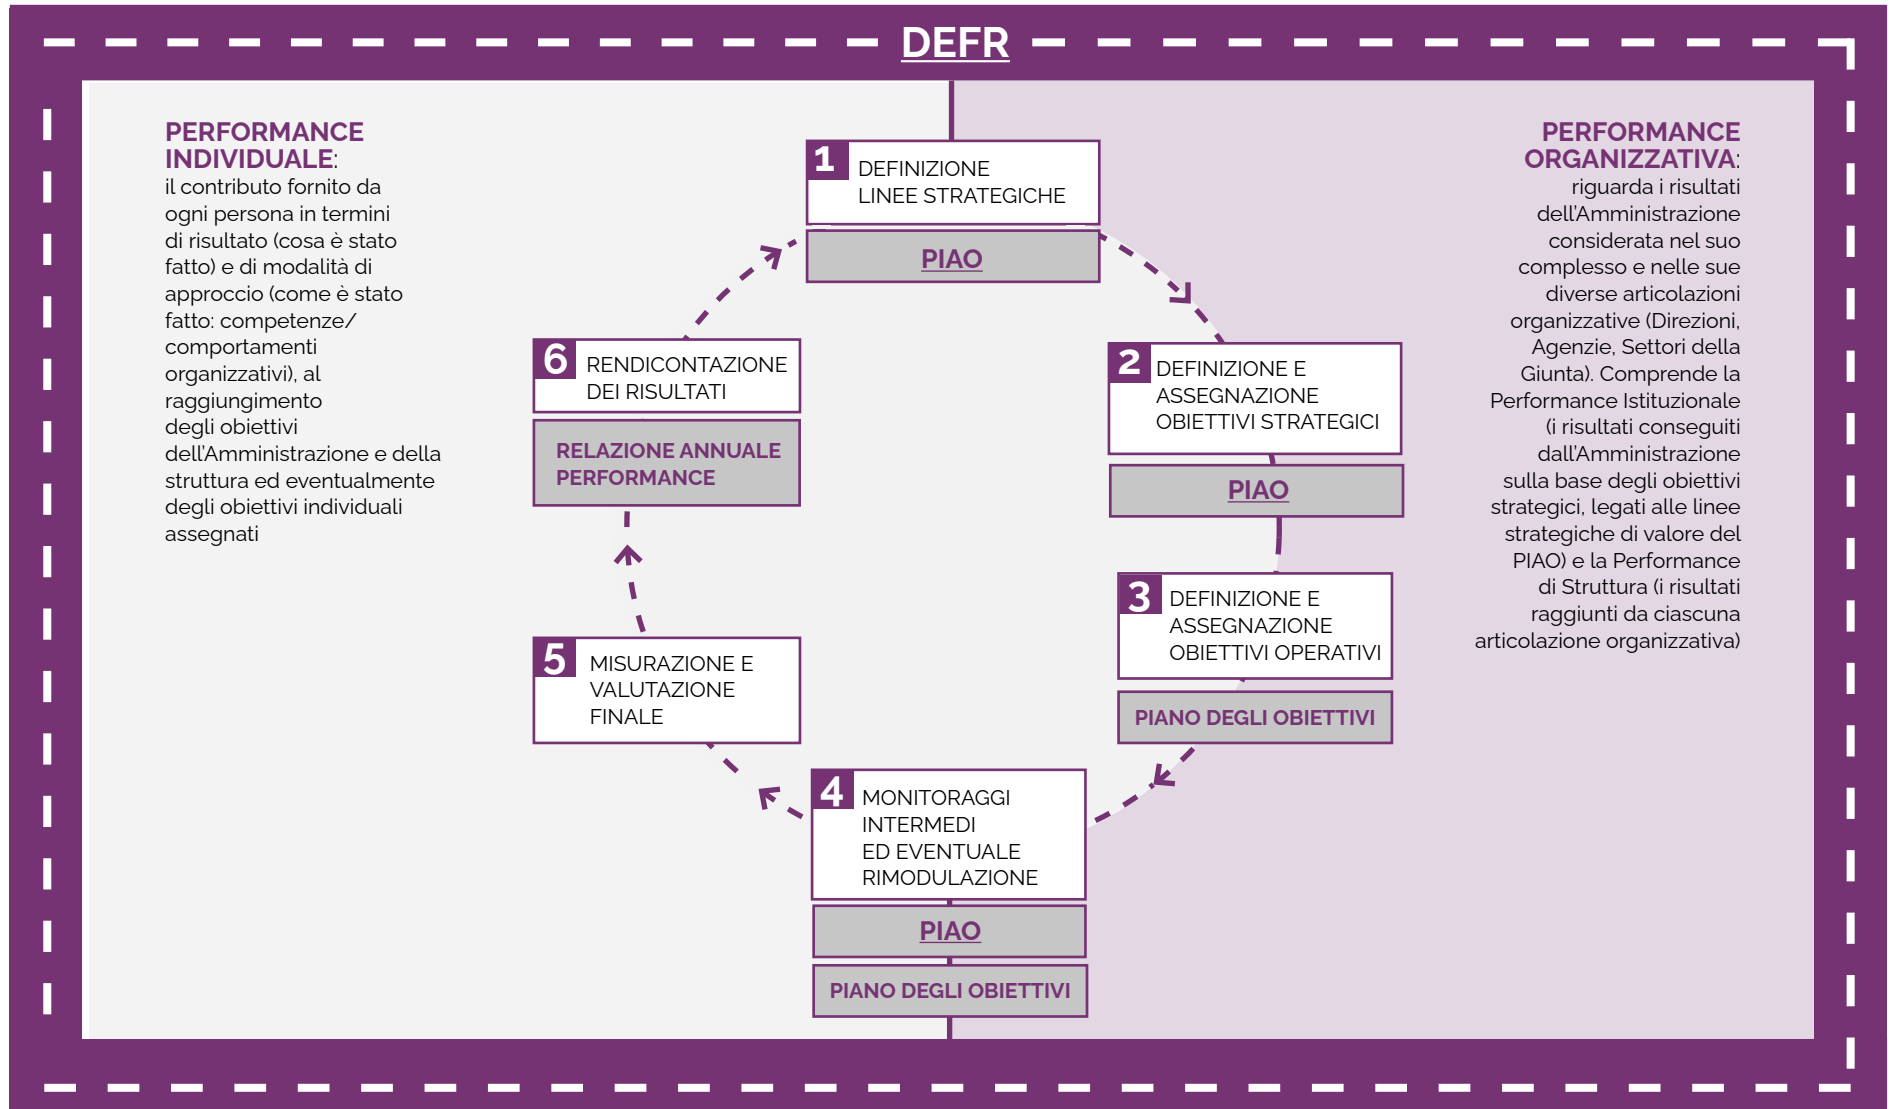 DEFR
PERFORMANCE
INDIVIDUALE:
il contributo fornito da
ogni persona in termini
di risultato (cosa è stato
fatto) e di modalità di
approccio (come è stato
fatto: competenze/
comportamenti
organizzativi), al
raggiungimento
degli obiettivi
dell'Amministrazione e della
struttura ed eventualmente
degli obiettivi individuali
assegnati
1
DEFINIZIONE
LINEE STRATEGICHE
PIAO
2
DEFINIZIONE E
ASSEGNAZIONE
OBIETTIVI STRATEGICI
PIAO
3
DEFINIZIONE E
ASSEGNAZIONE
OBIETTIVI OPERATIVI
PIANO DEGLI OBIETTIVI
4
MONITORAGGI
INTERMEDI
ED EVENTUALE
RIMODULAZIONE
PIAO
PIANO DEGLI OBIETTIVI
5
MISURAZIONE E
VALUTAZIONE
FINALE
6
RENDICONTAZIONE
DEI RISULTATI
RELAZIONE ANNUALE
PERFORMANCE
PERFORMANCE
ORGANIZZATIVA:
riguarda i risultati
dell'Amministrazione
considerata nel suo
complesso e nelle sue
diverse articolazioni
organizzative (Direzioni,
Agenzie, Settori della
Giunta). Comprende la
Performance Istituzionale
(i risultati conseguiti
dall'Amministrazione
sulla base degli obiettivi
strategici, legati alle linee
strategiche di valore del
PIAO) e la Performance
di Struttura (i risultati
raggiunti da ciascuna
articolazione organizzativa)